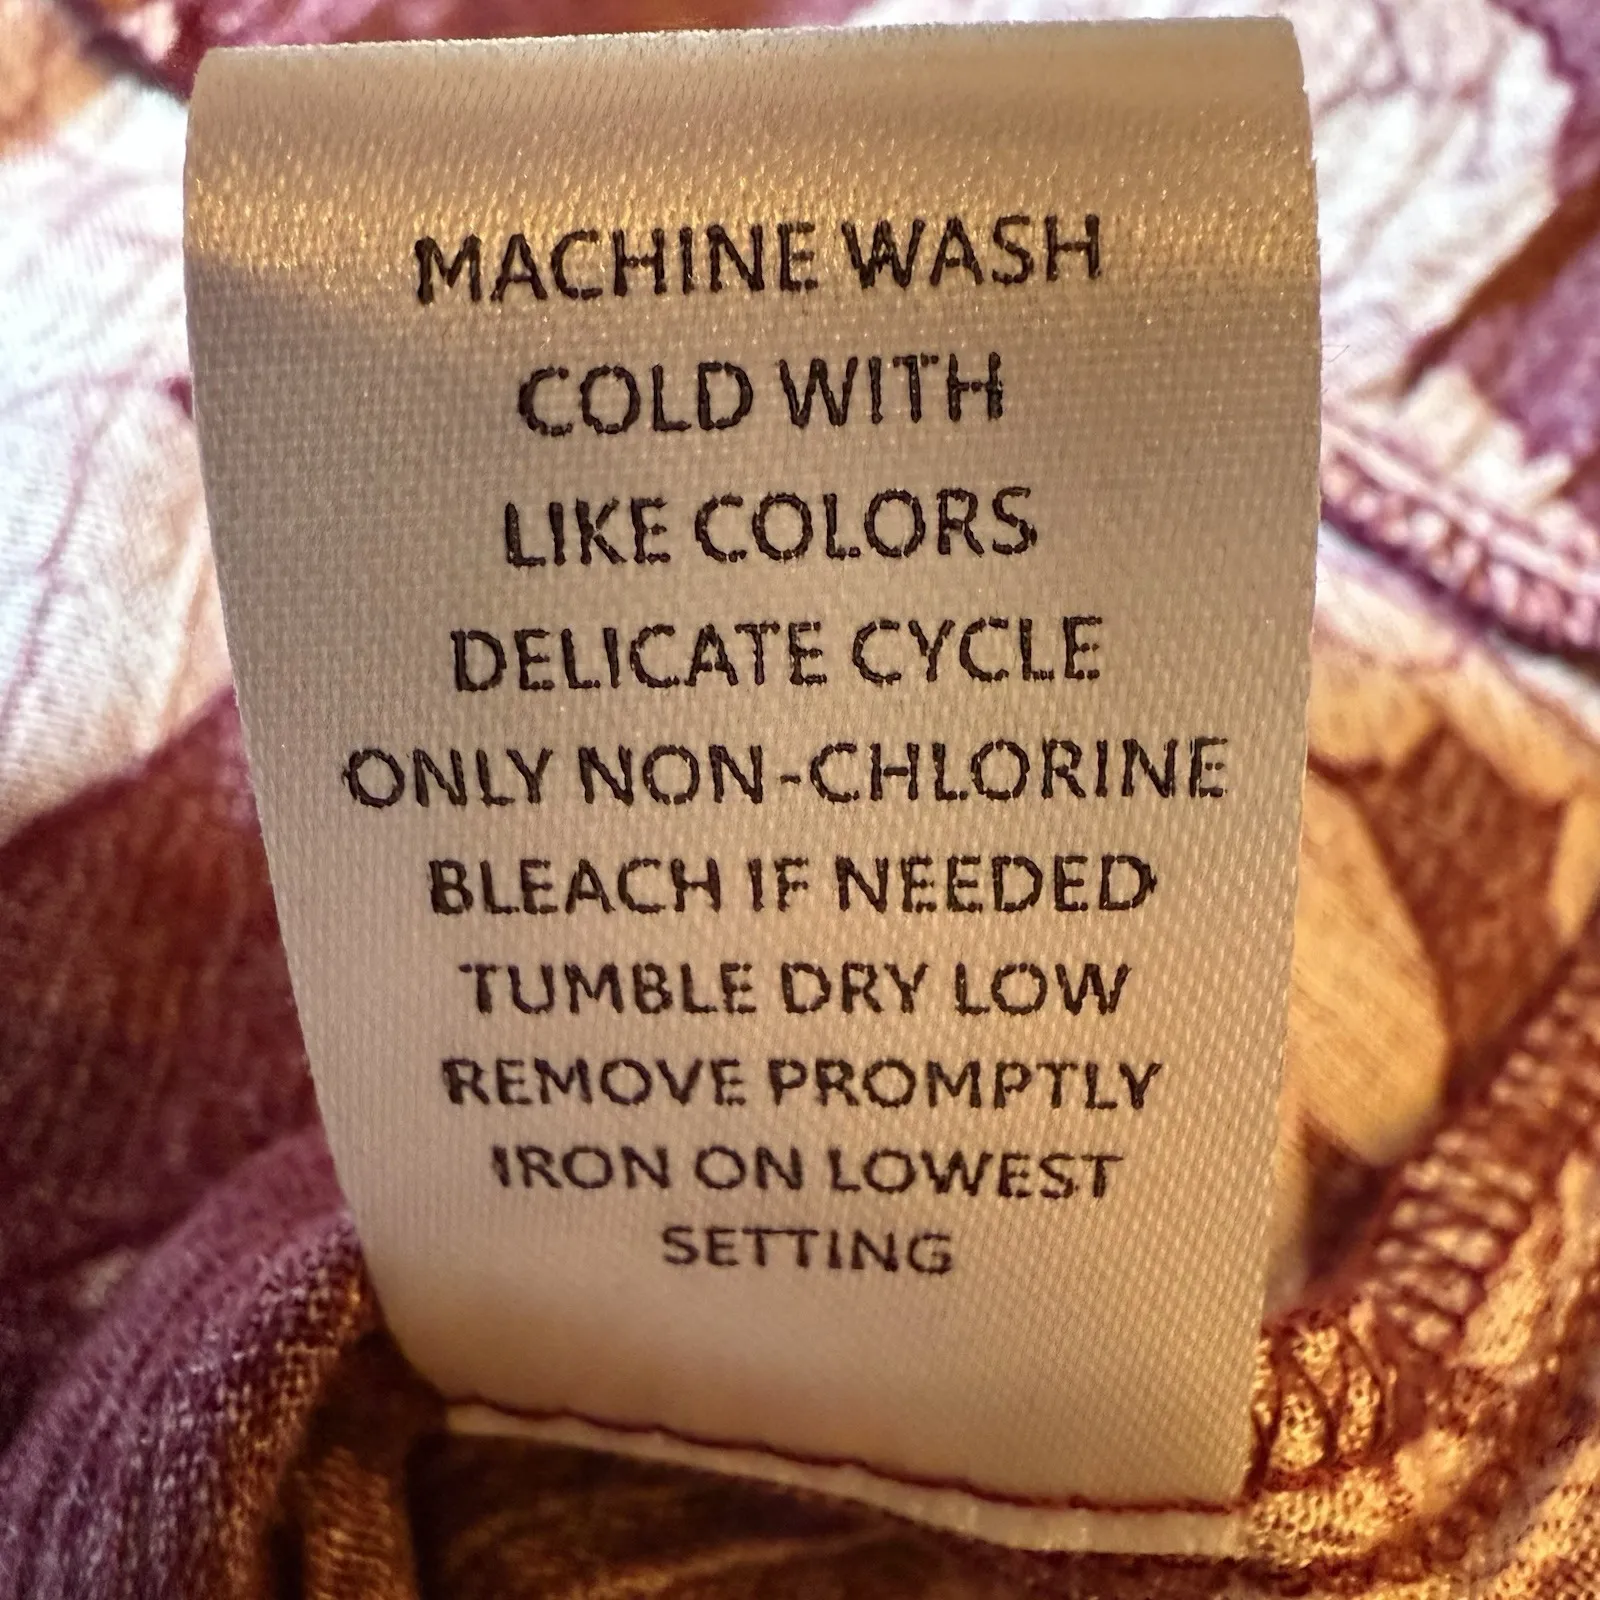 MACHINE WASH
COLD WITH
LIKE COLORS
DELICATE CYCLE
ONLY NON-CHLORINE
BLEACH IF NEEDED
TUMBLE DRY LOW
REMOVE PROMPTLY
IRON ON LOWEST
SETTING